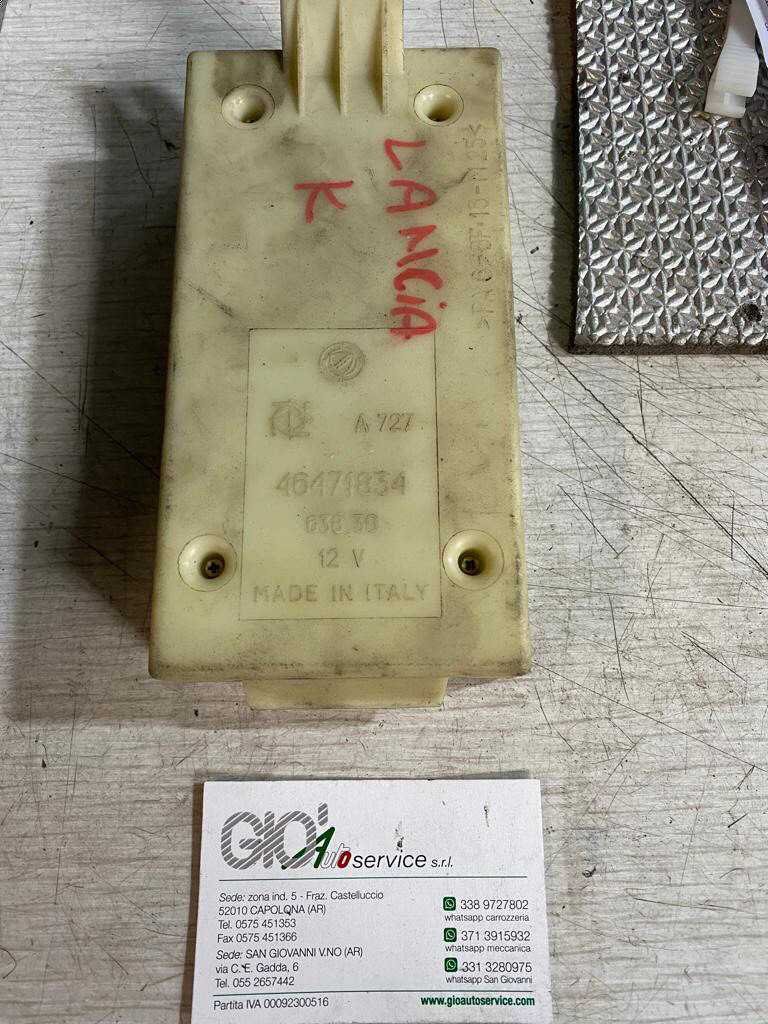 LANCIA
K
A 727
46471834
12 V
MADE IN ITALY
GIO' Autoservice s.r.l.
Sede: zona ind. 5 - Fraz. Castelluccio
52010 CAPOLONA (AR)
Tel. 0575 451353
Fax 0575 451366
Sede: SAN GIOVANNI V.NO (AR)
via C. E. Gadda, 6
Tel. 055 2657442
Partita IVA 00092300516
338 9727802
whatsapp carrozzeria
371 3915932
whatsapp meccanica
331 3280975
whatsapp San Giovanni
www.gioautoservice.com